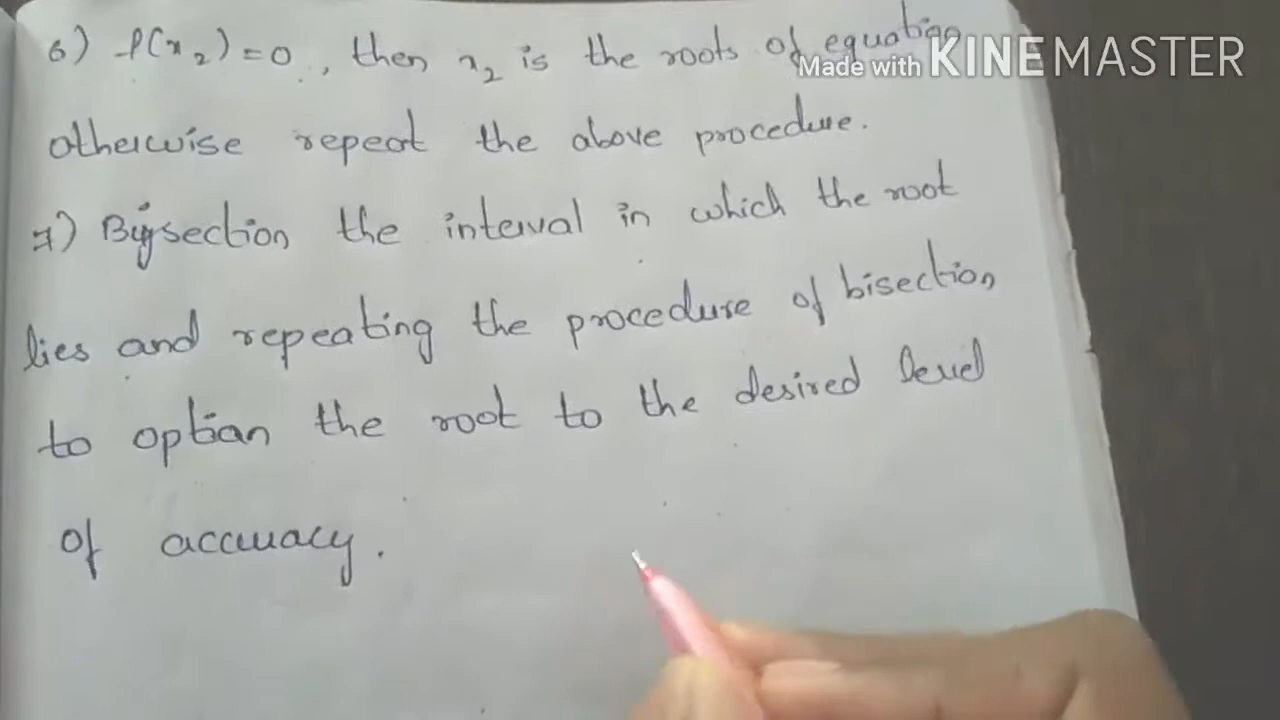 6) f(x₂)=0, then x₂ is the roots of equation
Made with KINEMASTER
otherwise repeat the above procedure.
7) Bisection the interval in which the root
lies and repeating the procedure of bisection
to optian the root to the desired level
of accuracy.